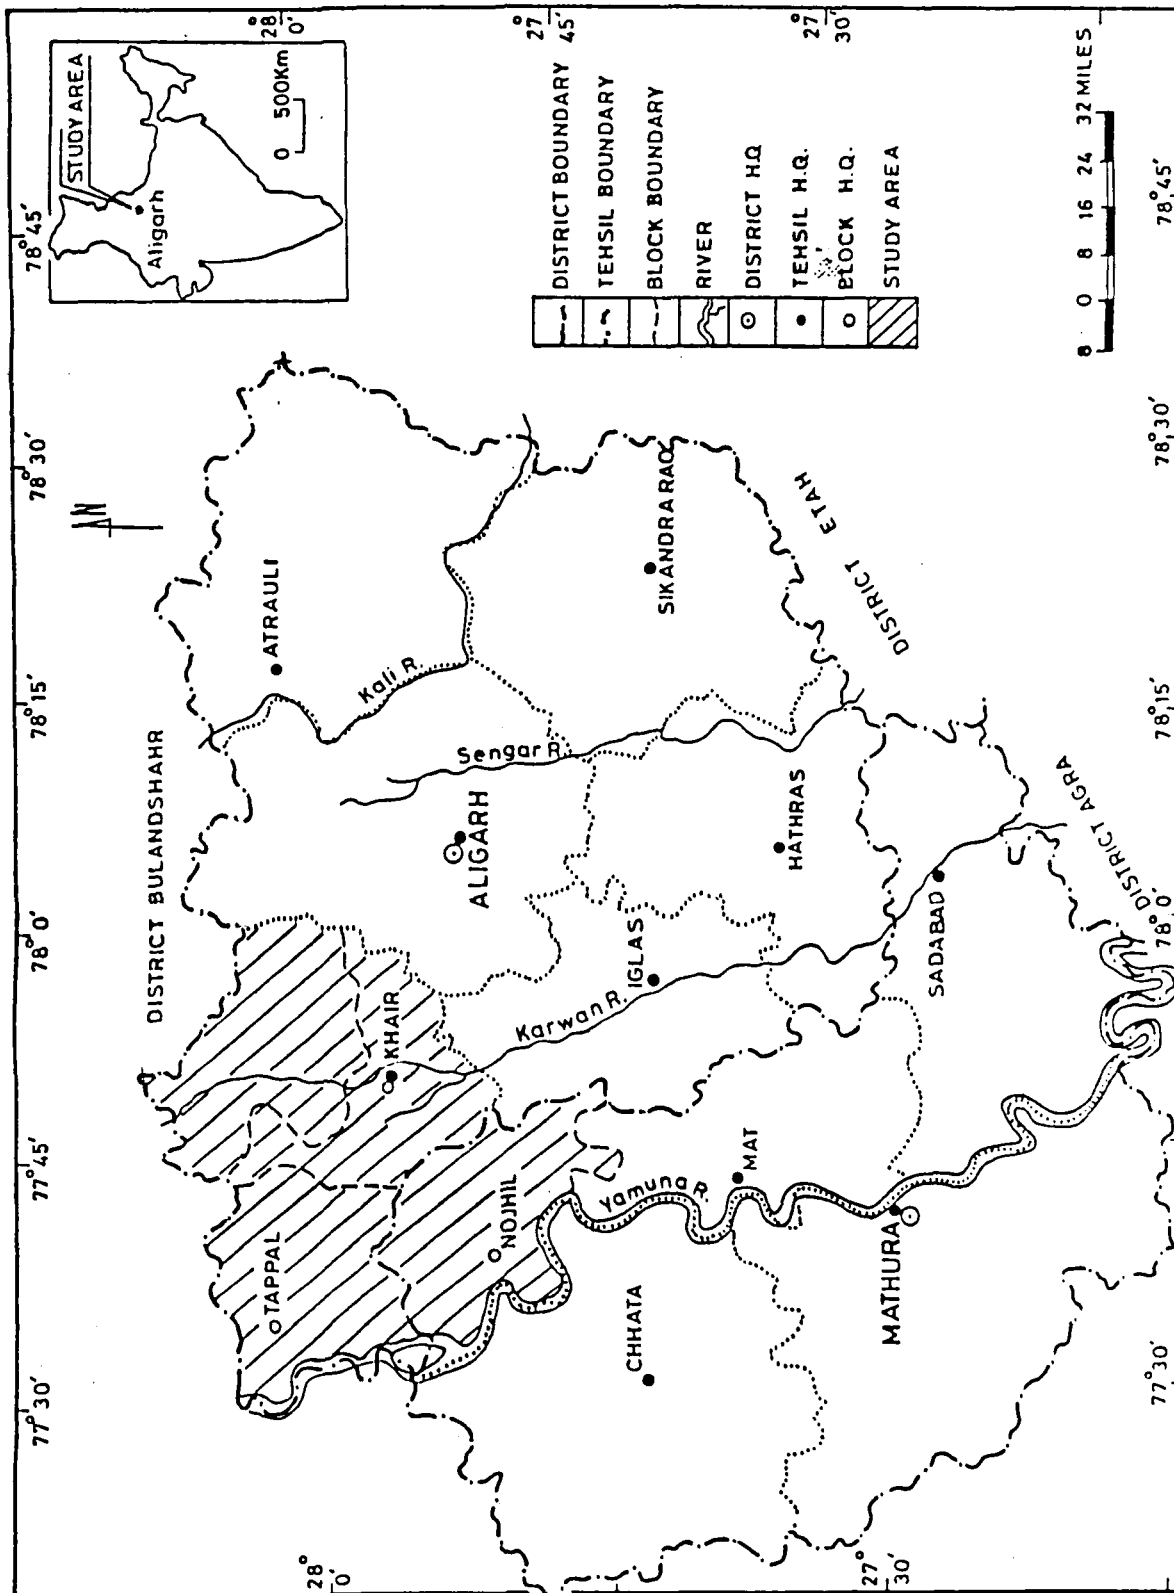 77°30'
77°45'
78°0'
78°15'
78°30'
78°45'
STUDY AREA
Aligarh
0 500Km
28°0'
27°45'
27°30'
28°0'
27°30'
N
DISTRICT BULANDSHAHR
TAPPAL
KHAIR
NOJHIL
ATRAULI
Kali R.
Sengar R.
ALIGARH
Karwan R.
IGLAS
HATHRAS
SIKANDRA RAO
DISTRICT ETAH
Yamuna R.
MAT
CHHATA
MATHURA
SADABAD
DISTRICT AGRA
DISTRICT BOUNDARY
TEHSIL BOUNDARY
BLOCK BOUNDARY
RIVER
DISTRICT H.Q
TEHSIL H.Q.
BLOCK H.Q.
STUDY AREA
8 0 8 16 24 32 MILES
77°30'
78°0'
78°15'
78°30'
78°45'